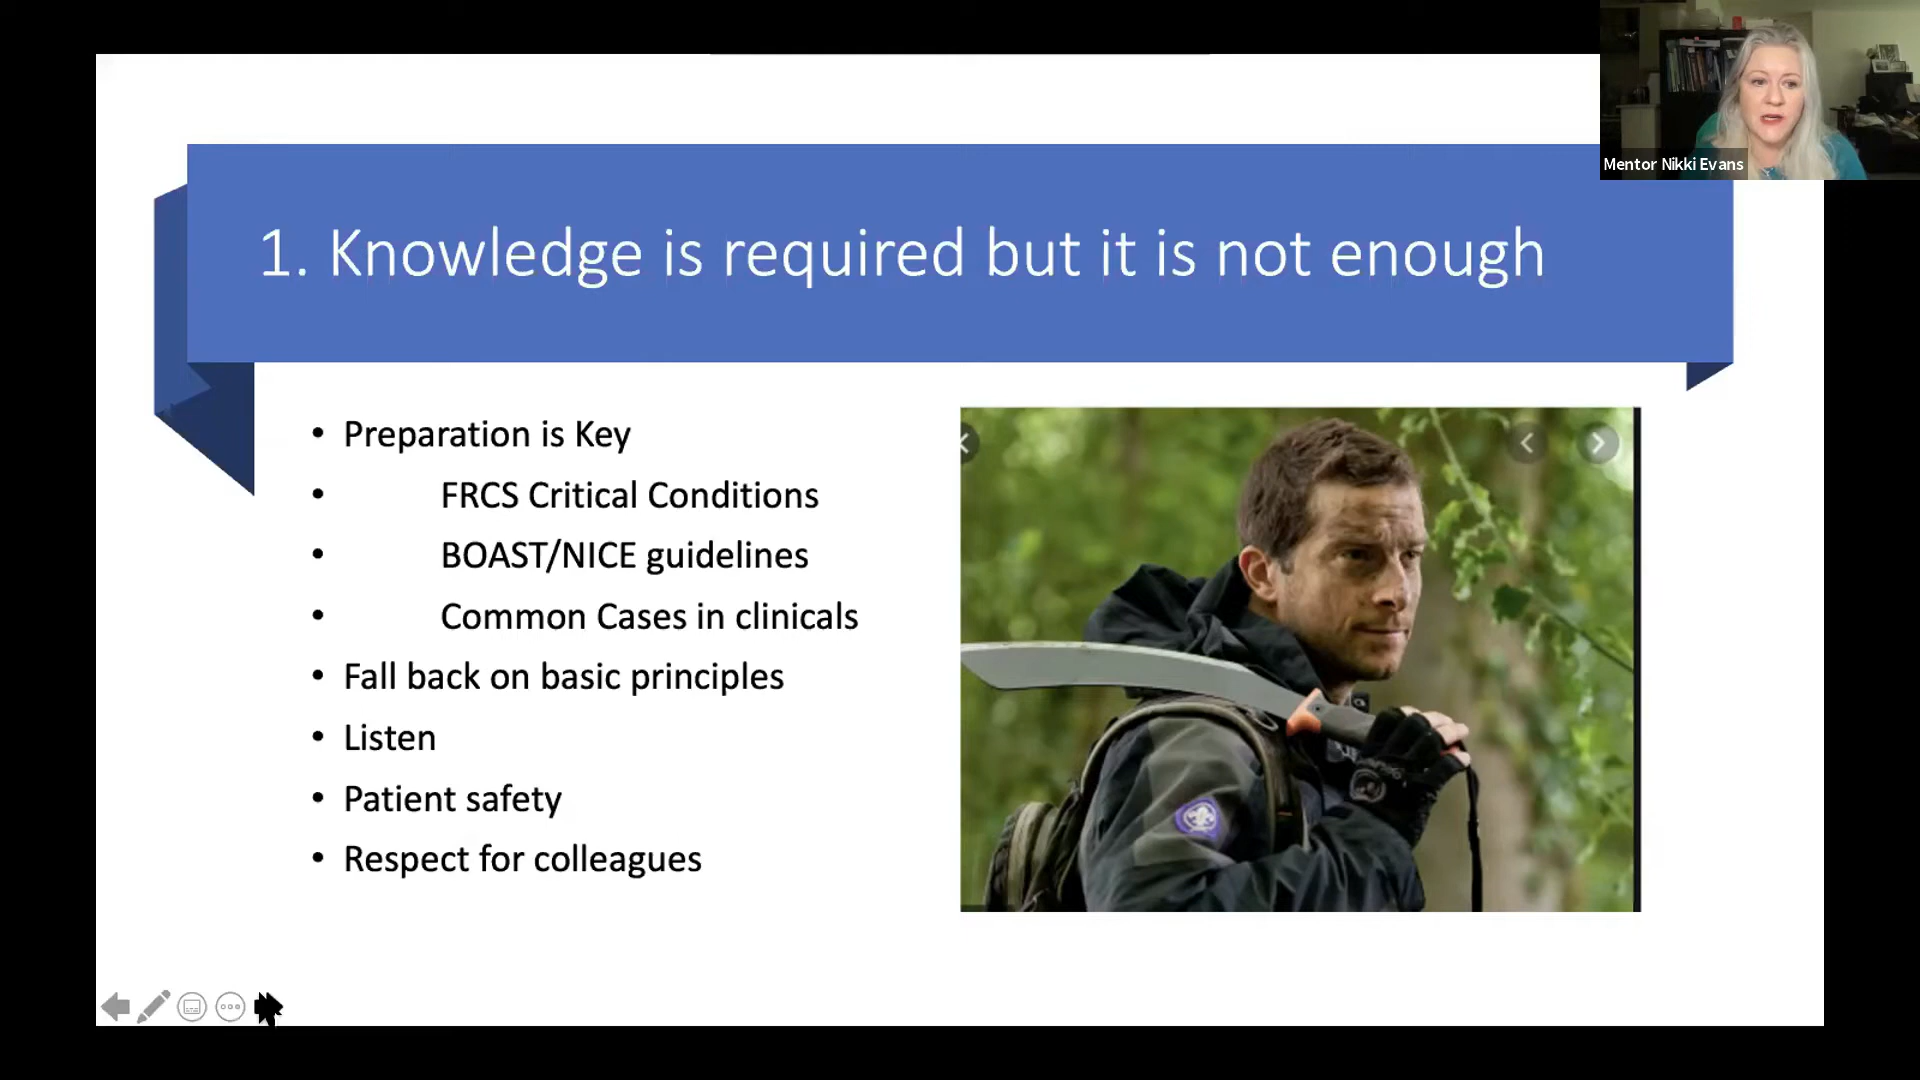 Mentor Nikki Evans
1. Knowledge is required but it is not enough
• Preparation is Key
• FRCS Critical Conditions
• BOAST/NICE guidelines
• Common Cases in clinicals
• Fall back on basic principles
• Listen
• Patient safety
• Respect for colleagues